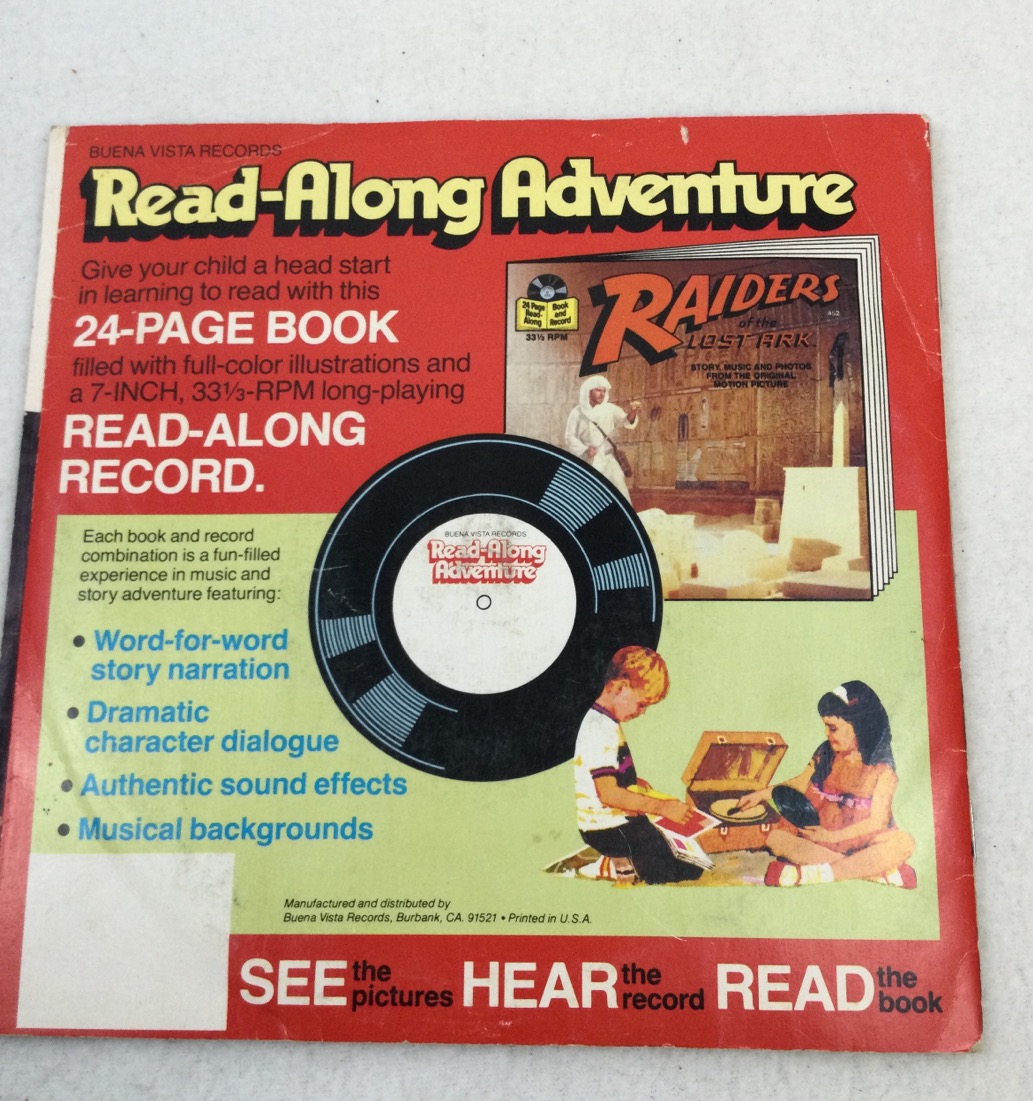 BUENA VISTA RECORDS
Read-Along Adventure
Give your child a head start
in learning to read with this
24-PAGE BOOK
filled with full-color illustrations and
a 7-INCH, 33⅓-RPM long-playing
READ-ALONG
RECORD.
24 Page
Read-
Along
Book
and
Record
33⅓ RPM
RAIDERS
of the
LOST ARK
452
STORY, MUSIC AND PHOTOS
FROM THE ORIGINAL
MOTION PICTURE
BUENA VISTA RECORDS
Read-Along
Adventure
Each book and record
combination is a fun-filled
experience in music and
story adventure featuring:
• Word-for-word
story narration
• Dramatic
character dialogue
• Authentic sound effects
• Musical backgrounds
Manufactured and distributed by
Buena Vista Records, Burbank, CA. 91521 • Printed in U.S.A.
SEE the pictures HEAR the record READ the book